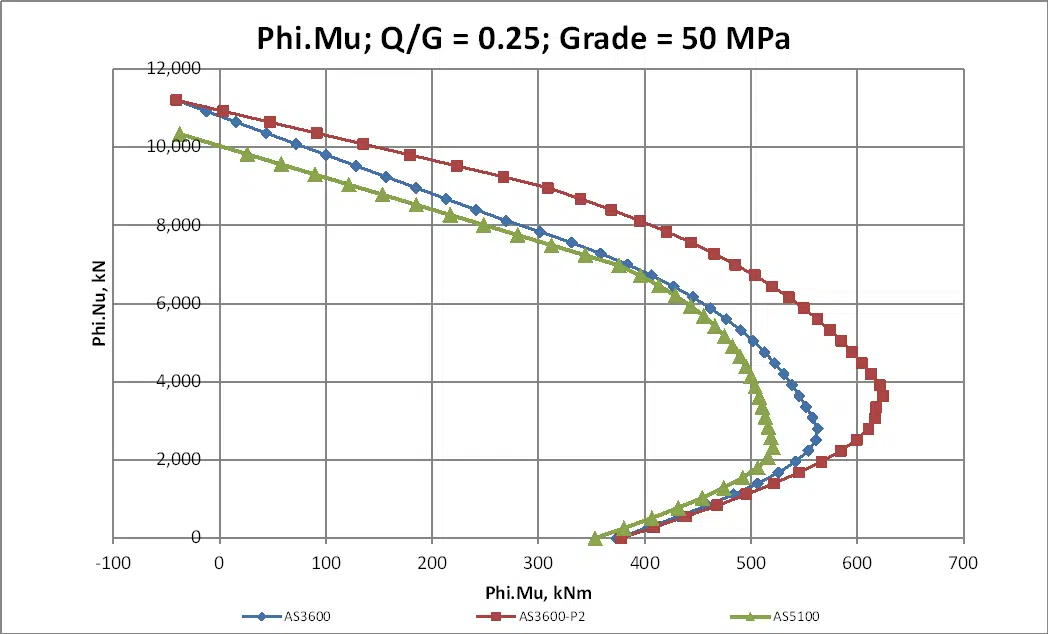 Phi.Mu; Q/G = 0.25; Grade = 50 MPa
12,000
10,000
8,000
6,000
4,000
2,000
0
Phi.Nu, kN
-100 0 100 200 300 400 500 600 700
Phi.Mu, kNm
AS3600 AS3600-P2 AS5100